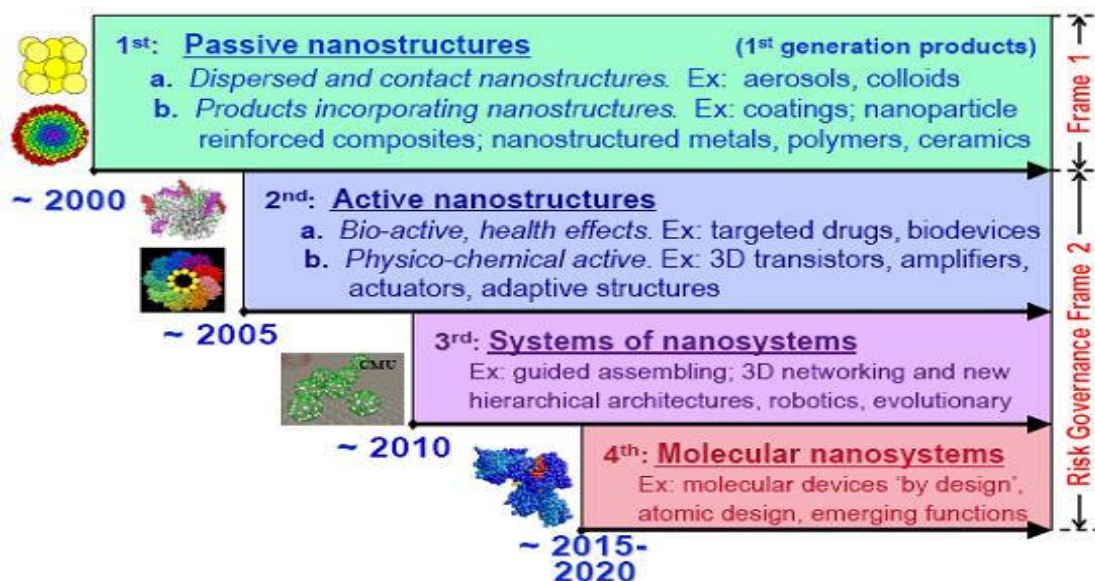 1st: Passive nanostructures (1st generation products)
a. Dispersed and contact nanostructures. Ex: aerosols, colloids
b. Products incorporating nanostructures. Ex: coatings; nanoparticle
reinforced composites; nanostructured metals, polymers, ceramics
Frame 1
~ 2000
2nd: Active nanostructures
a. Bio-active, health effects. Ex: targeted drugs, biodevices
b. Physico-chemical active. Ex: 3D transistors, amplifiers,
actuators, adaptive structures
~ 2005
CMU
3rd: Systems of nanosystems
Ex: guided assembling; 3D networking and new
hierarchical architectures, robotics, evolutionary
~ 2010
4th: Molecular nanosystems
Ex: molecular devices ‘by design’,
atomic design, emerging functions
~ 2015-
2020
Risk Governance Frame 2